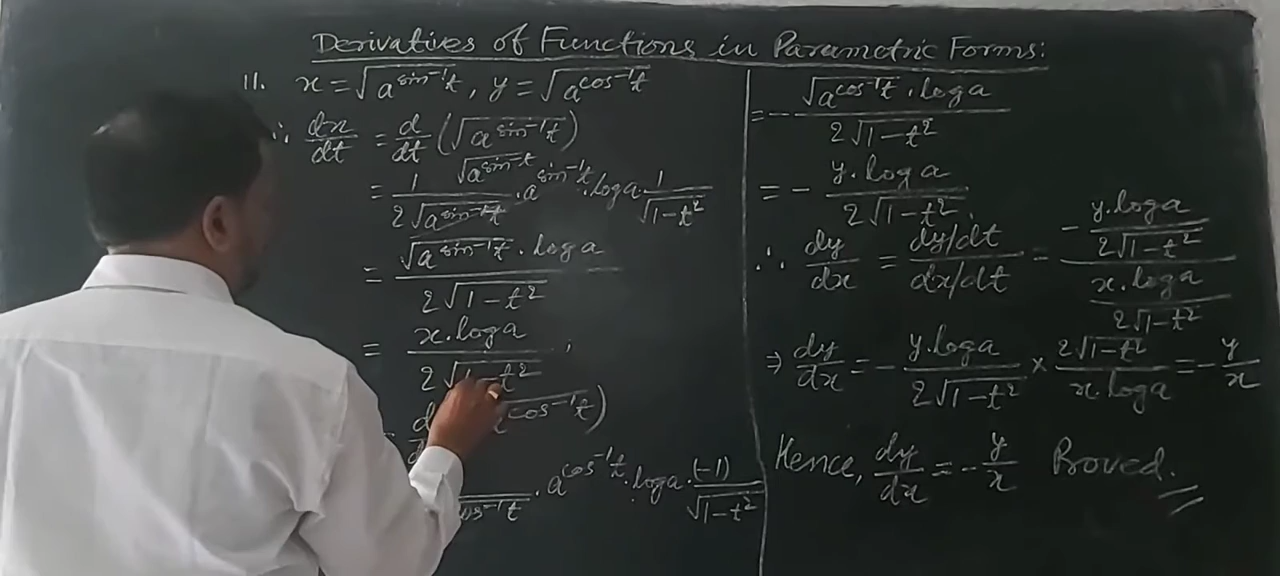 Derivatives of Functions in Parametric Forms:
11. x = √(a^(sin⁻¹t)), y = √(a^(cos⁻¹t))
∴ dx/dt = d/dt (√(a^(sin⁻¹t)))
= 1/(2√(a^(sin⁻¹t))) · a^(sin⁻¹t) · log a · 1/√(1-t²)
√(a^(sin⁻t))
= (√(a^(sin⁻¹t)) · log a)/(2√(1-t²))
= (x · log a)/(2√(1-t²)),
= d cos⁻¹t)
cos⁻¹t · a^(cos⁻¹t) · log a · (-1)/√(1-t²)
= - (√(a^(cos⁻¹t)) · log a)/(2√(1-t²))
= - (y · log a)/(2√(1-t²)).
∴ dy/dx = (dy/dt)/(dx/dt) = (- (y · log a)/(2√(1-t²)))/((x · log a)/(2√(1-t²)))
⇒ dy/dx = - (y · log a)/(2√(1-t²)) × (2√(1-t²))/(x · log a) = - y/x
Hence, dy/dx = - y/x Proved.